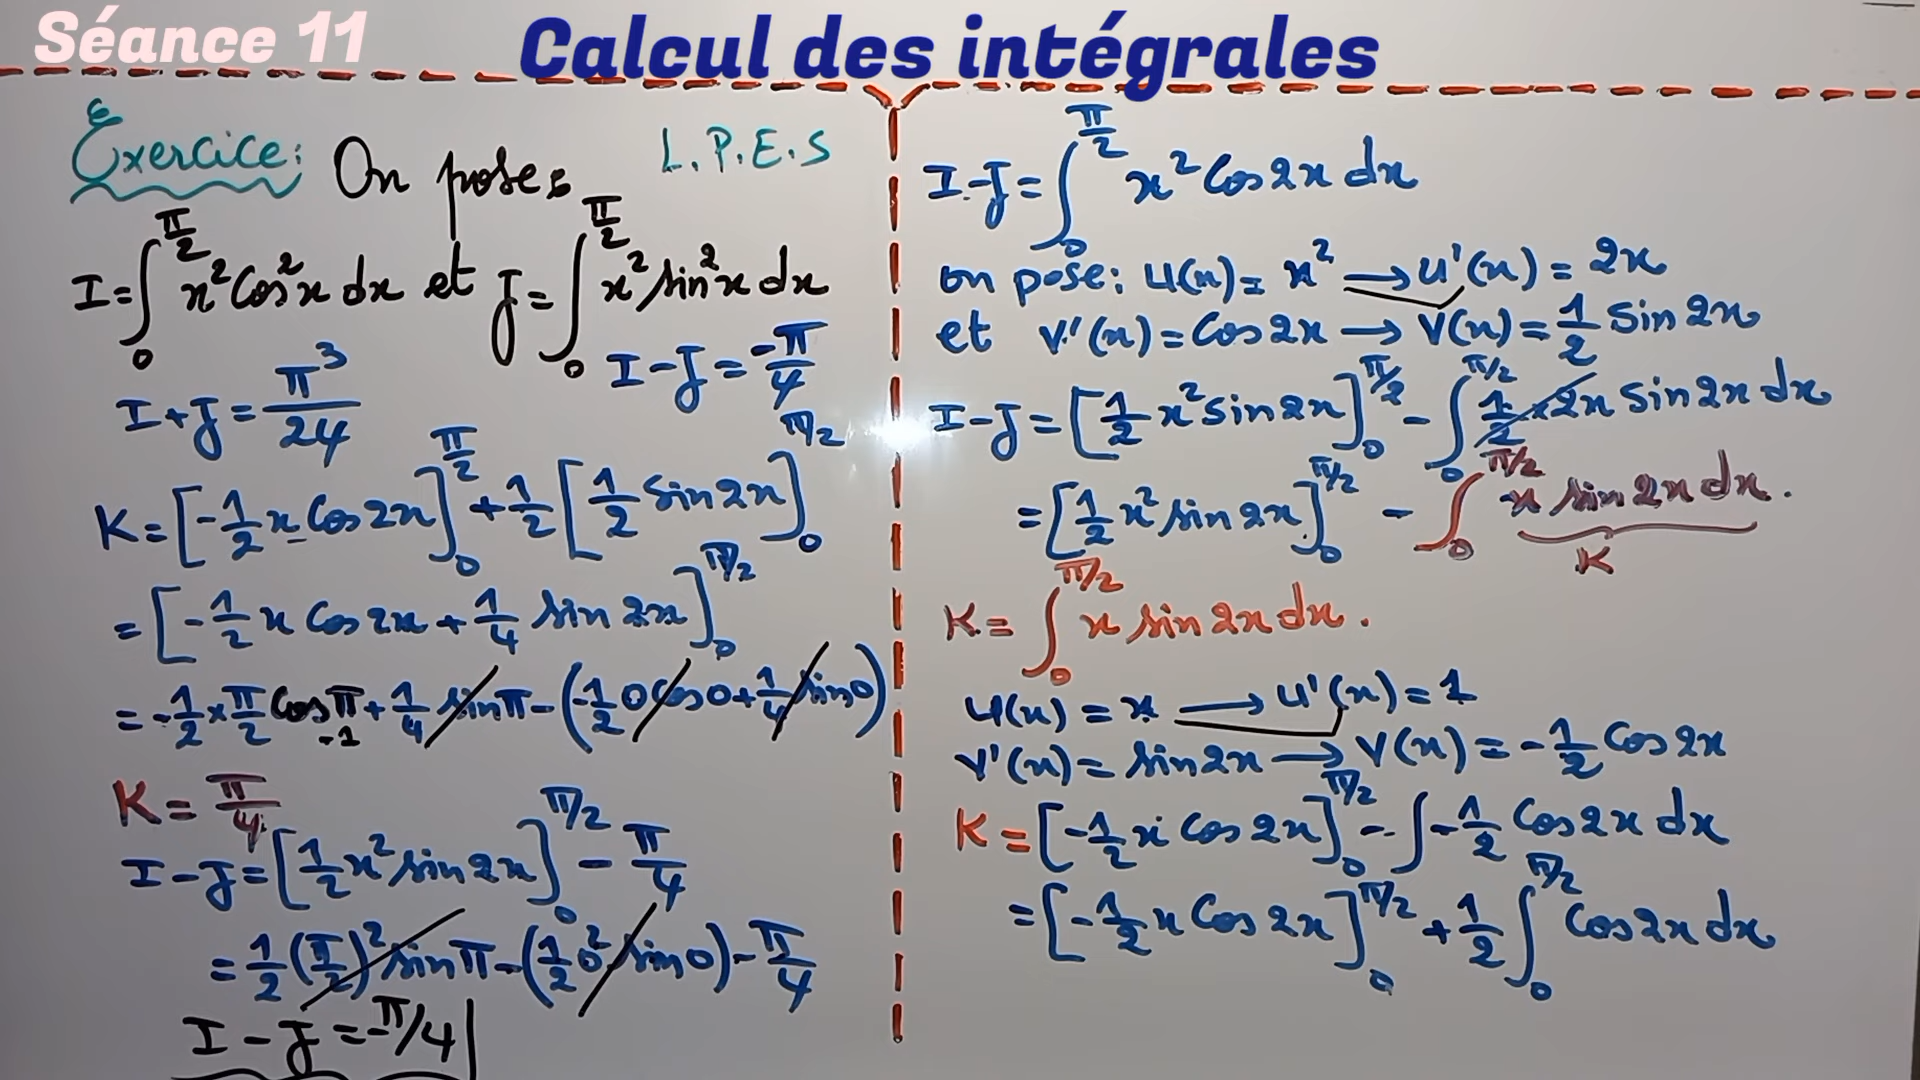 Séance 11
Calcul des intégrales
Exercice: On pose:
L.P.E.S
I = ∫₀^{π/2} x² cos²x dx et J = ∫₀^{π/2} x² sin²x dx
I + J = π³/24
I - J = -π/4
K = [-1/2 x cos 2x]₀^{π/2} + 1/2 [1/2 sin 2x]₀^{π/2}
= [-1/2 x cos 2x + 1/4 sin 2x]₀^{π/2}
= -1/2 × π/2 cos π + 1/4 sin π - (-1/2 0 cos 0 + 1/4 sin 0)
-1
K = π/4
I - J = [1/2 x² sin 2x]₀^{π/2} - π/4
= 1/2 (π/2)² sin π - (1/2 0² sin 0) - π/4
I - J = -π/4
I - J = ∫₀^{π/2} x² cos 2x dx
on pose: u(x) = x² → u'(x) = 2x
et v'(x) = cos 2x → v(x) = 1/2 sin 2x
I - J = [1/2 x² sin 2x]₀^{π/2} - ∫₀^{π/2} 1/2 × 2x sin 2x dx
= [1/2 x² sin 2x]₀^{π/2} - ∫₀^{π/2} x sin 2x dx.
K
K = ∫₀^{π/2} x sin 2x dx.
u(x) = x → u'(x) = 1
v'(x) = sin 2x → v(x) = -1/2 cos 2x
K = [-1/2 x cos 2x]₀^{π/2} - ∫ -1/2 cos 2x dx
= [-1/2 x cos 2x]₀^{π/2} + 1/2 ∫₀^{π/2} cos 2x dx